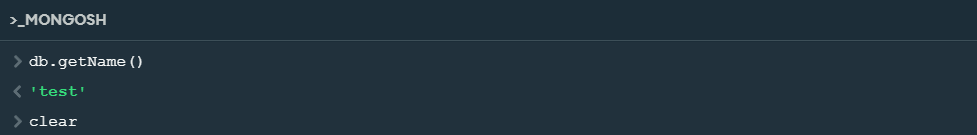 >_MONGOSH
> db.getName()
< 'test'
> clear